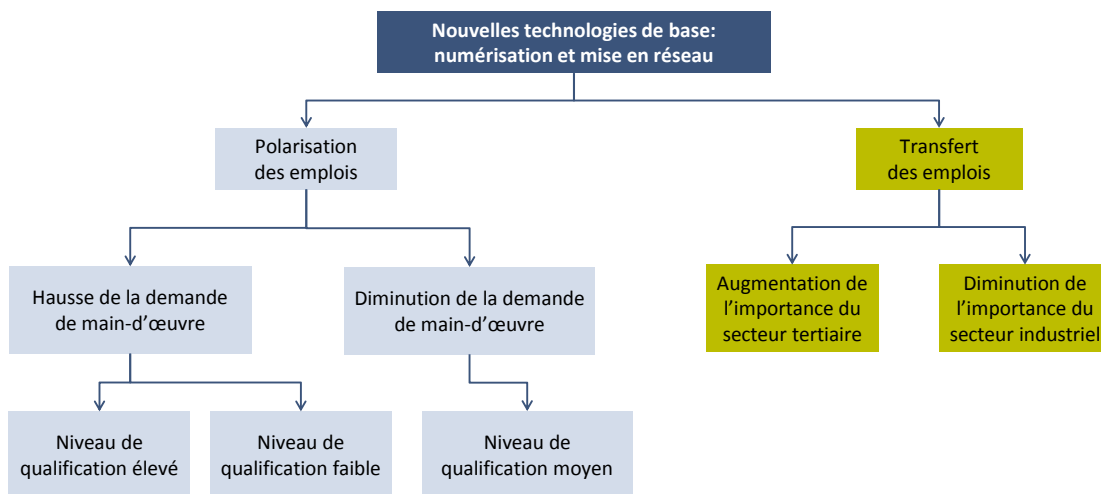 Nouvelles technologies de base:
numérisation et mise en réseau
Polarisation
des emplois
Transfert
des emplois
Hausse de la demande
de main-d’œuvre
Diminution de la demande
de main-d’œuvre
Augmentation de
l’importance du
secteur tertiaire
Diminution de
l’importance du
secteur industriel
Niveau de
qualification élevé
Niveau de
qualification faible
Niveau de
qualification moyen